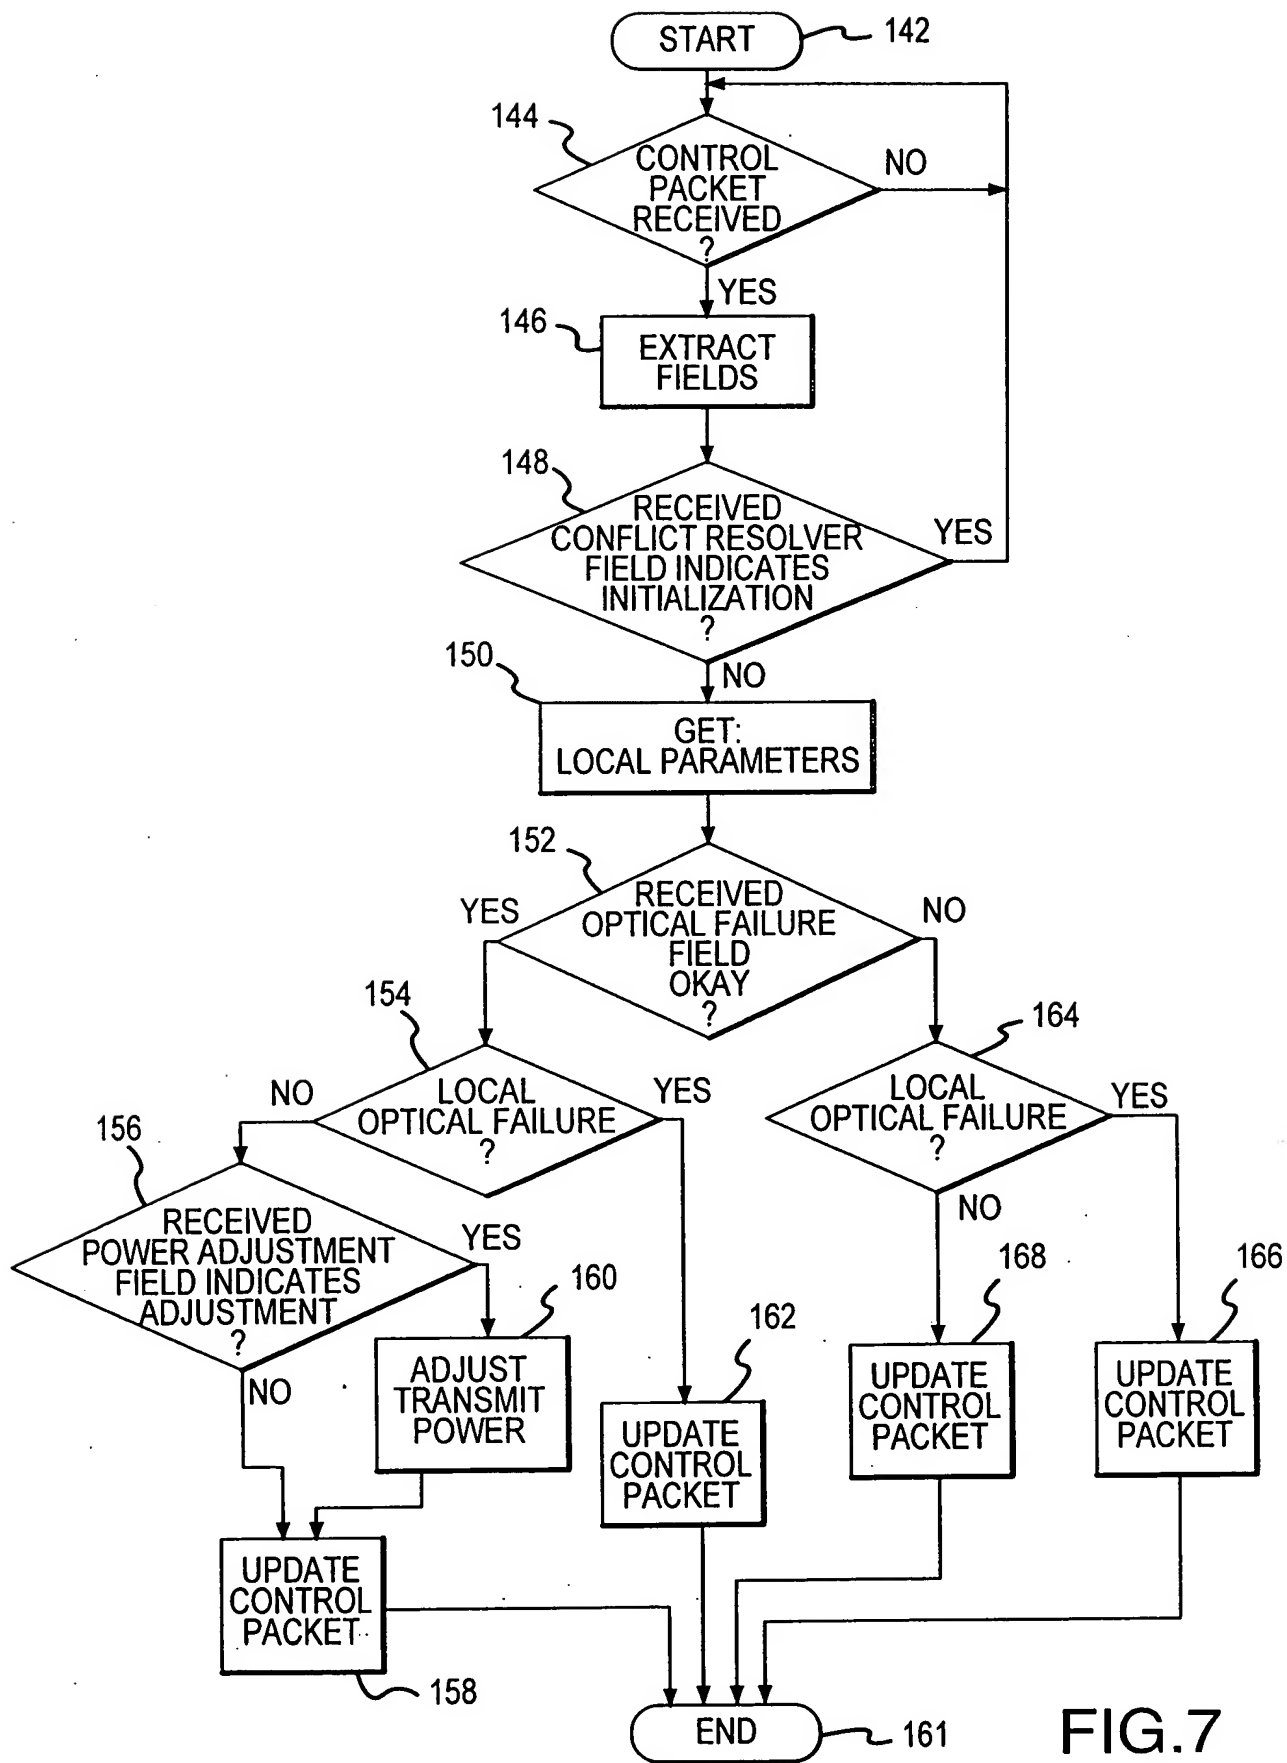 START
142
144
CONTROL
PACKET
RECEIVED
?
NO
YES
146
EXTRACT
FIELDS
148
RECEIVED
CONFLICT RESOLVER
FIELD INDICATES
INITIALIZATION
?
YES
NO
150
GET:
LOCAL PARAMETERS
152
RECEIVED
OPTICAL FAILURE
FIELD
OKAY
?
YES
NO
154
LOCAL
OPTICAL FAILURE
?
NO
YES
164
LOCAL
OPTICAL FAILURE
?
YES
NO
156
RECEIVED
POWER ADJUSTMENT
FIELD INDICATES
ADJUSTMENT
?
YES
NO
160
ADJUST
TRANSMIT
POWER
162
UPDATE
CONTROL
PACKET
168
UPDATE
CONTROL
PACKET
166
UPDATE
CONTROL
PACKET
UPDATE
CONTROL
PACKET
158
END
161
FIG.7